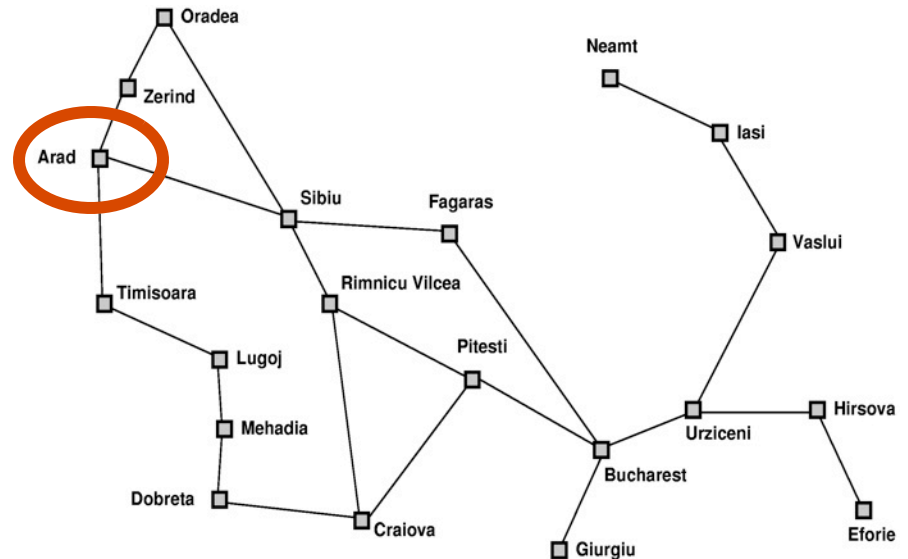 Oradea
Neamt
Zerind
Iasi
Arad
Sibiu
Fagaras
Vaslui
Timisoara
Rimnicu Vilcea
Lugoj
Pitesti
Mehadia
Hirsova
Urziceni
Bucharest
Dobreta
Craiova
Eforie
Giurgiu